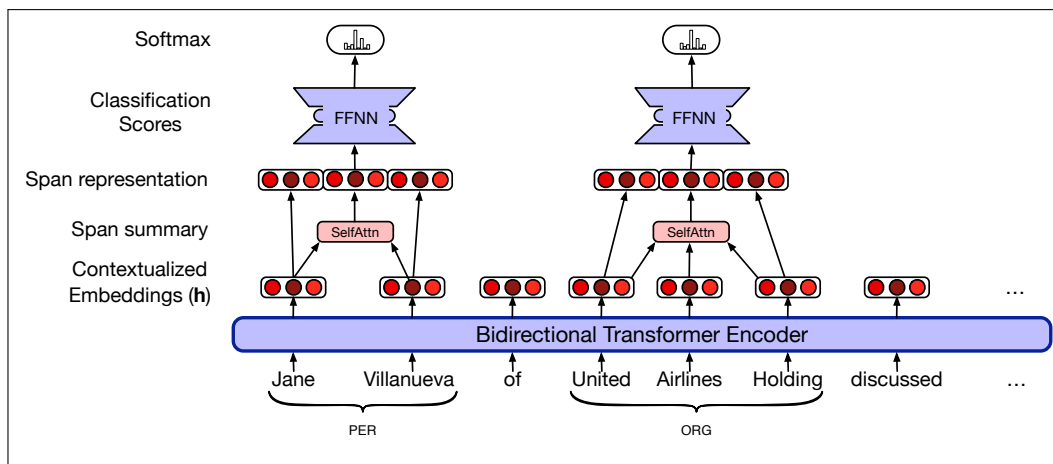 Softmax
Classification
Scores
FFNN FFNN
Span representation
Span summary
SelfAttn SelfAttn
Contextualized
Embeddings (h)
...
Bidirectional Transformer Encoder
Jane Villanueva of United Airlines Holding discussed ...
PER ORG